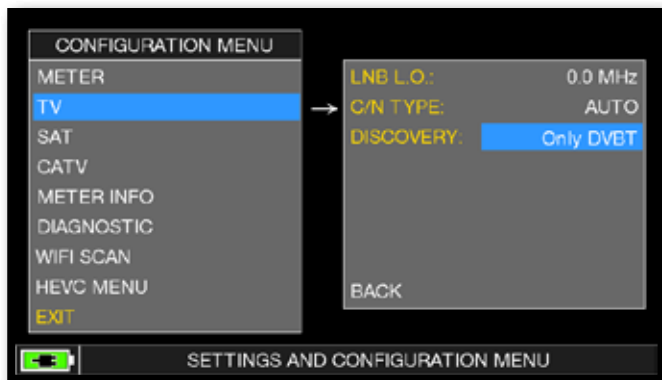 CONFIGURATION MENU
METER
TV
SAT
CATV
METER INFO
DIAGNOSTIC
WIFI SCAN
HEVC MENU
EXIT
LNB L.O.: 0.0 MHz
C/N TYPE: AUTO
DISCOVERY: Only DVBT
BACK
SETTINGS AND CONFIGURATION MENU